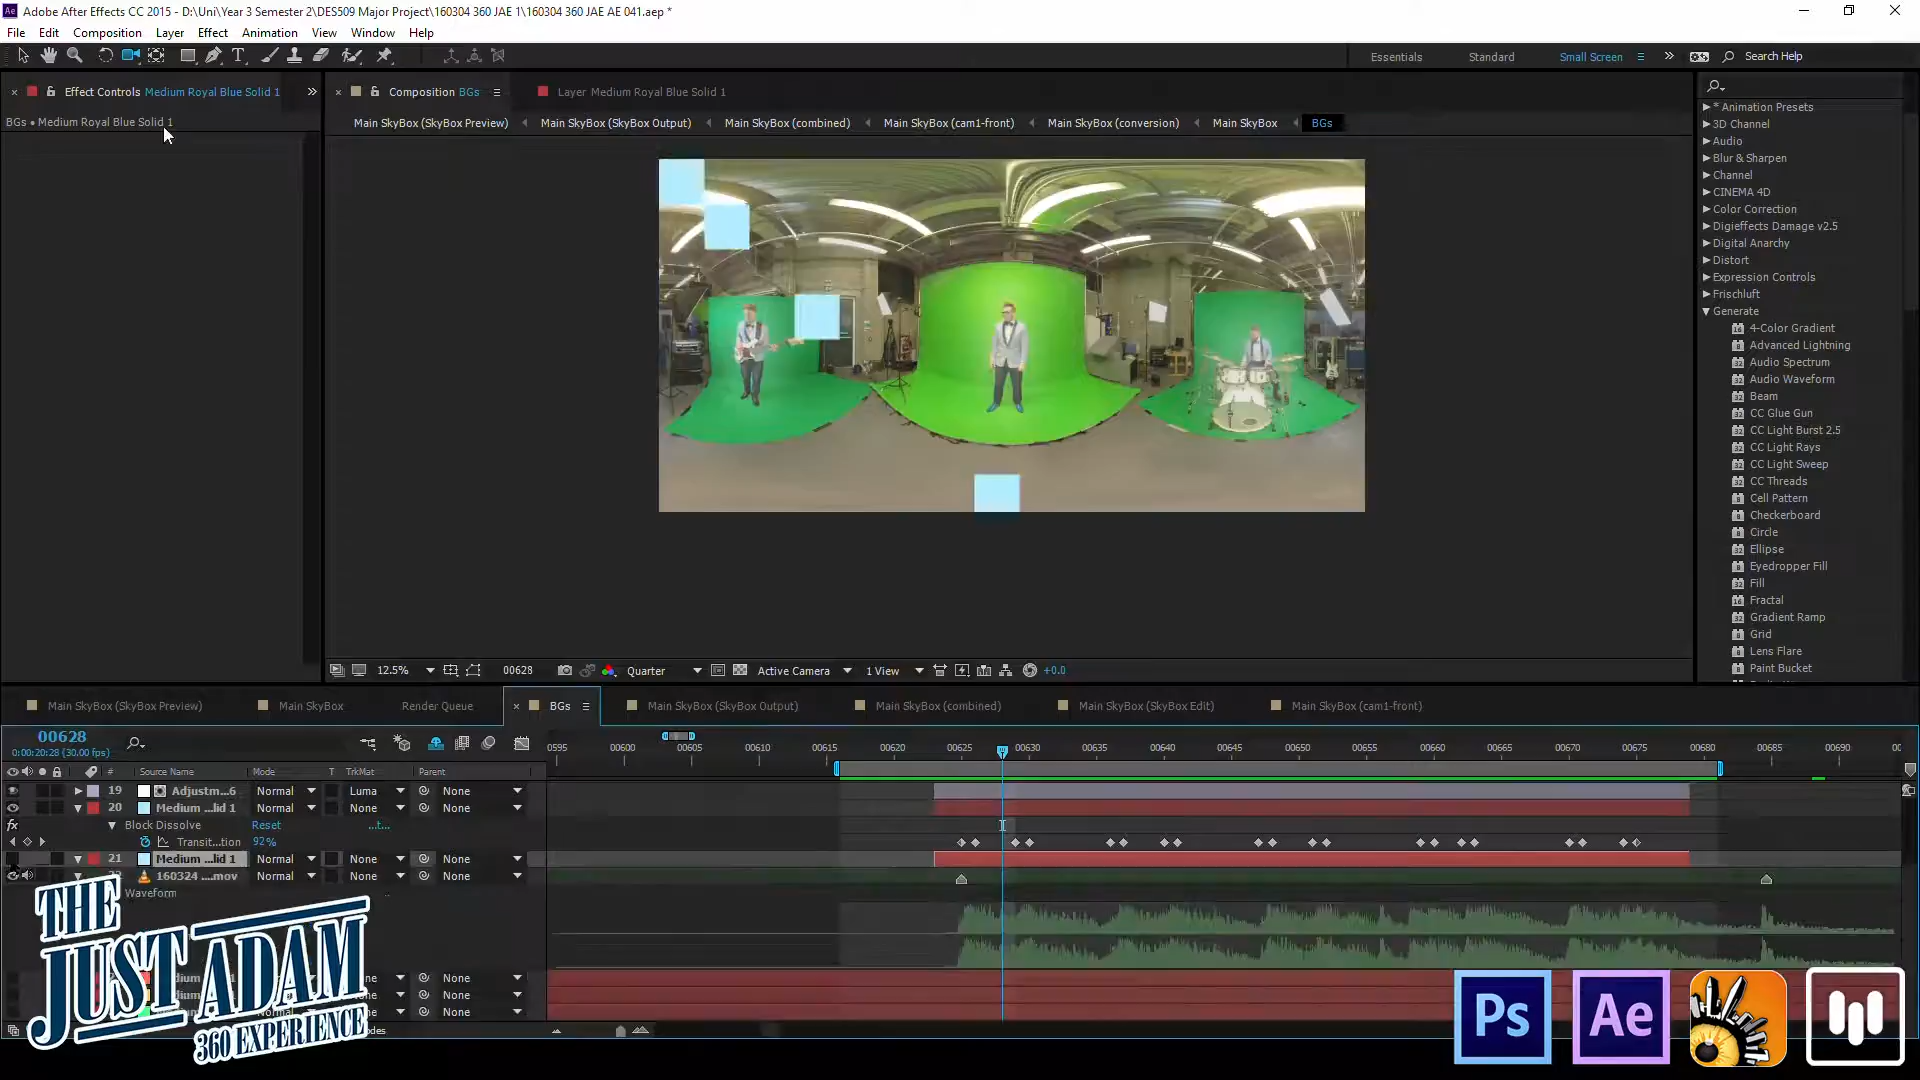 Adobe After Effects CC 2015 - D:\Uni\Year 3 Semester 2\DES509 Major Project\160304 360 JAE 1\160304 360 JAE AE 041.aep *
File Edit Composition Layer Effect Animation View Window Help
Essentials Standard Small Screen Search Help
Effect Controls Medium Royal Blue Solid 1
Composition BGs
Layer Medium Royal Blue Solid 1
BGs • Medium Royal Blue Solid 1
Main SkyBox (SkyBox Preview) Main SkyBox (SkyBox Output) Main SkyBox (combined) Main SkyBox (cam1-front) Main SkyBox (conversion) Main SkyBox BGs
* Animation Presets
3D Channel
Audio
Blur & Sharpen
Channel
CINEMA 4D
Color Correction
Digieffects Damage v2.5
Digital Anarchy
Distort
Expression Controls
Frischluft
Generate
4-Color Gradient
Advanced Lightning
Audio Spectrum
Audio Waveform
Beam
CC Glue Gun
CC Light Burst 2.5
CC Light Rays
CC Light Sweep
CC Threads
Cell Pattern
Checkerboard
Circle
Ellipse
Eyedropper Fill
Fill
Fractal
Gradient Ramp
Grid
Lens Flare
Paint Bucket
12.5% 00628 Quarter Active Camera 1 View +0.0
Main SkyBox (SkyBox Preview) Main SkyBox Render Queue BGs Main SkyBox (SkyBox Output) Main SkyBox (combined) Main SkyBox (SkyBox Edit) Main SkyBox (cam1-front)
00628
0:00:20:28 (30.00 fps)
0595 00600 00605 00610 00615 00620 00625 00630 00635 00640 00645 00650 00655 00660 00665 00670 00675 00680 00685 00690 00
# Source Name Mode T TrkMat Parent
19 Adjustm...6 Normal Luma None
20 Medium ...lid 1 Normal None None
fx Block Dissolve Reset ...t...
Transit...tion 92%
21 Medium ...lid 1 Normal None None
160324 ....mov Normal None None
Waveform
None
None
None
THE
JUST ADAM
360 EXPERIENCE
Ps Ae